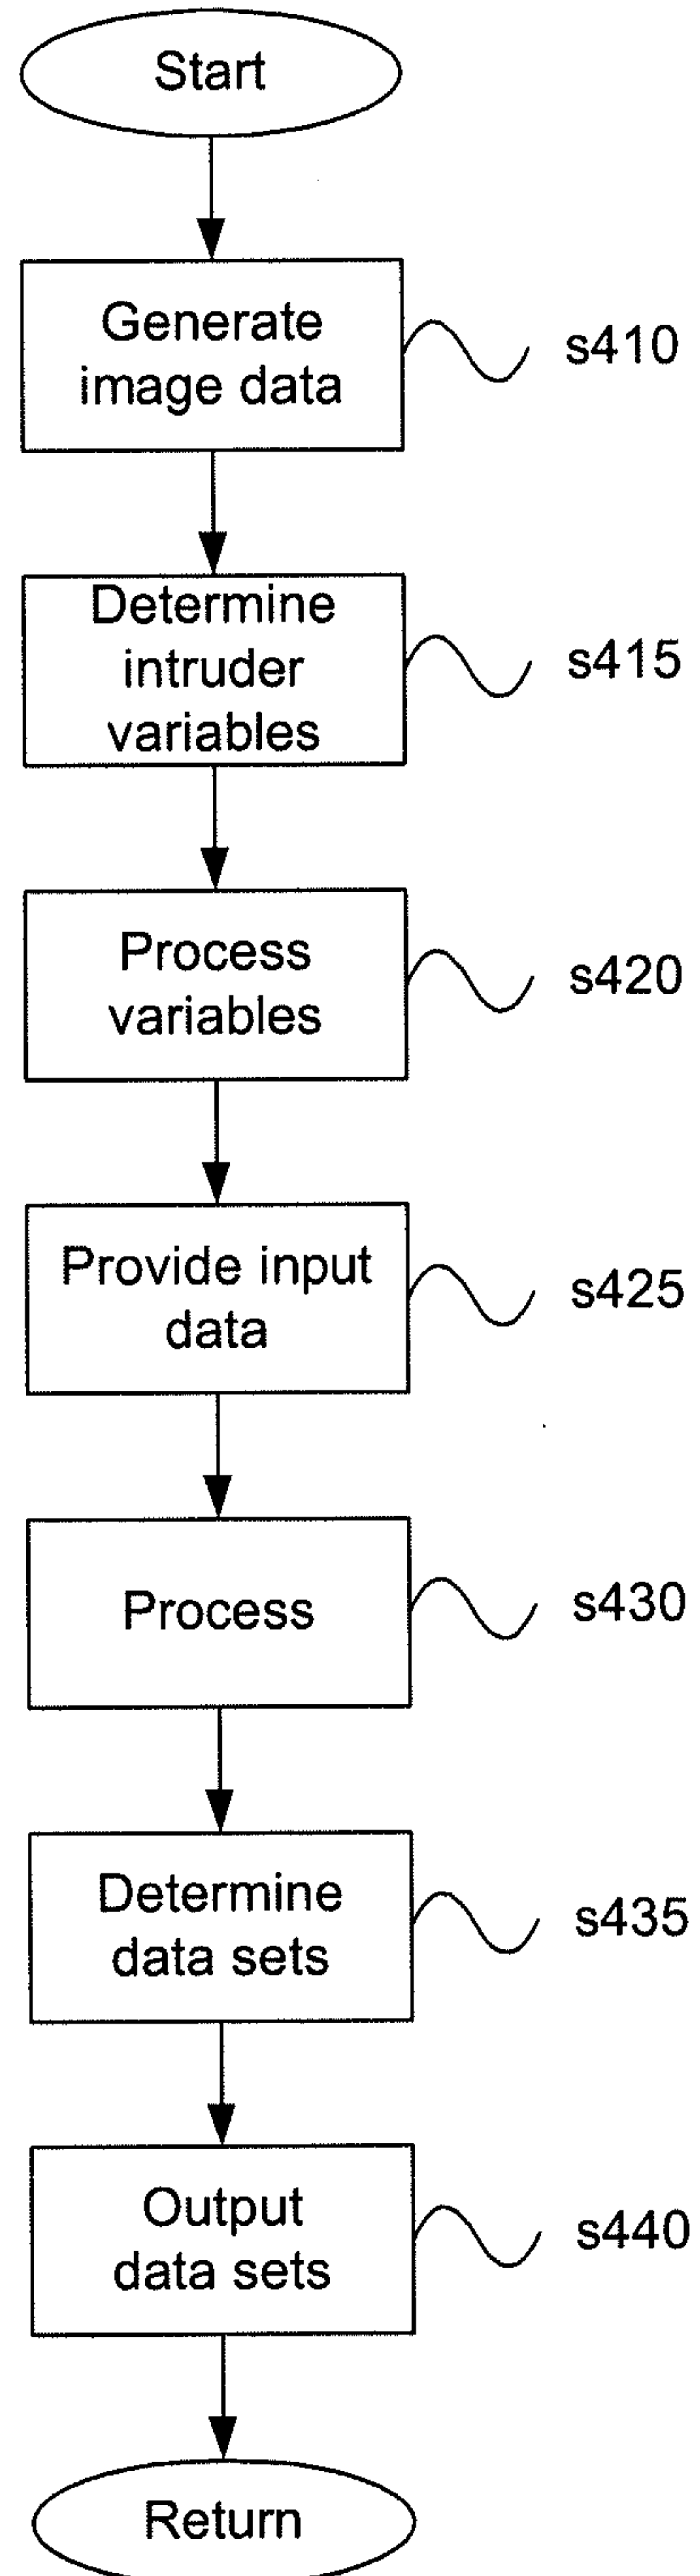 Start
Generate
image data
s410
Determine
intruder
variables
s415
Process
variables
s420
Provide input
data
s425
Process
s430
Determine
data sets
s435
Output
data sets
s440
Return